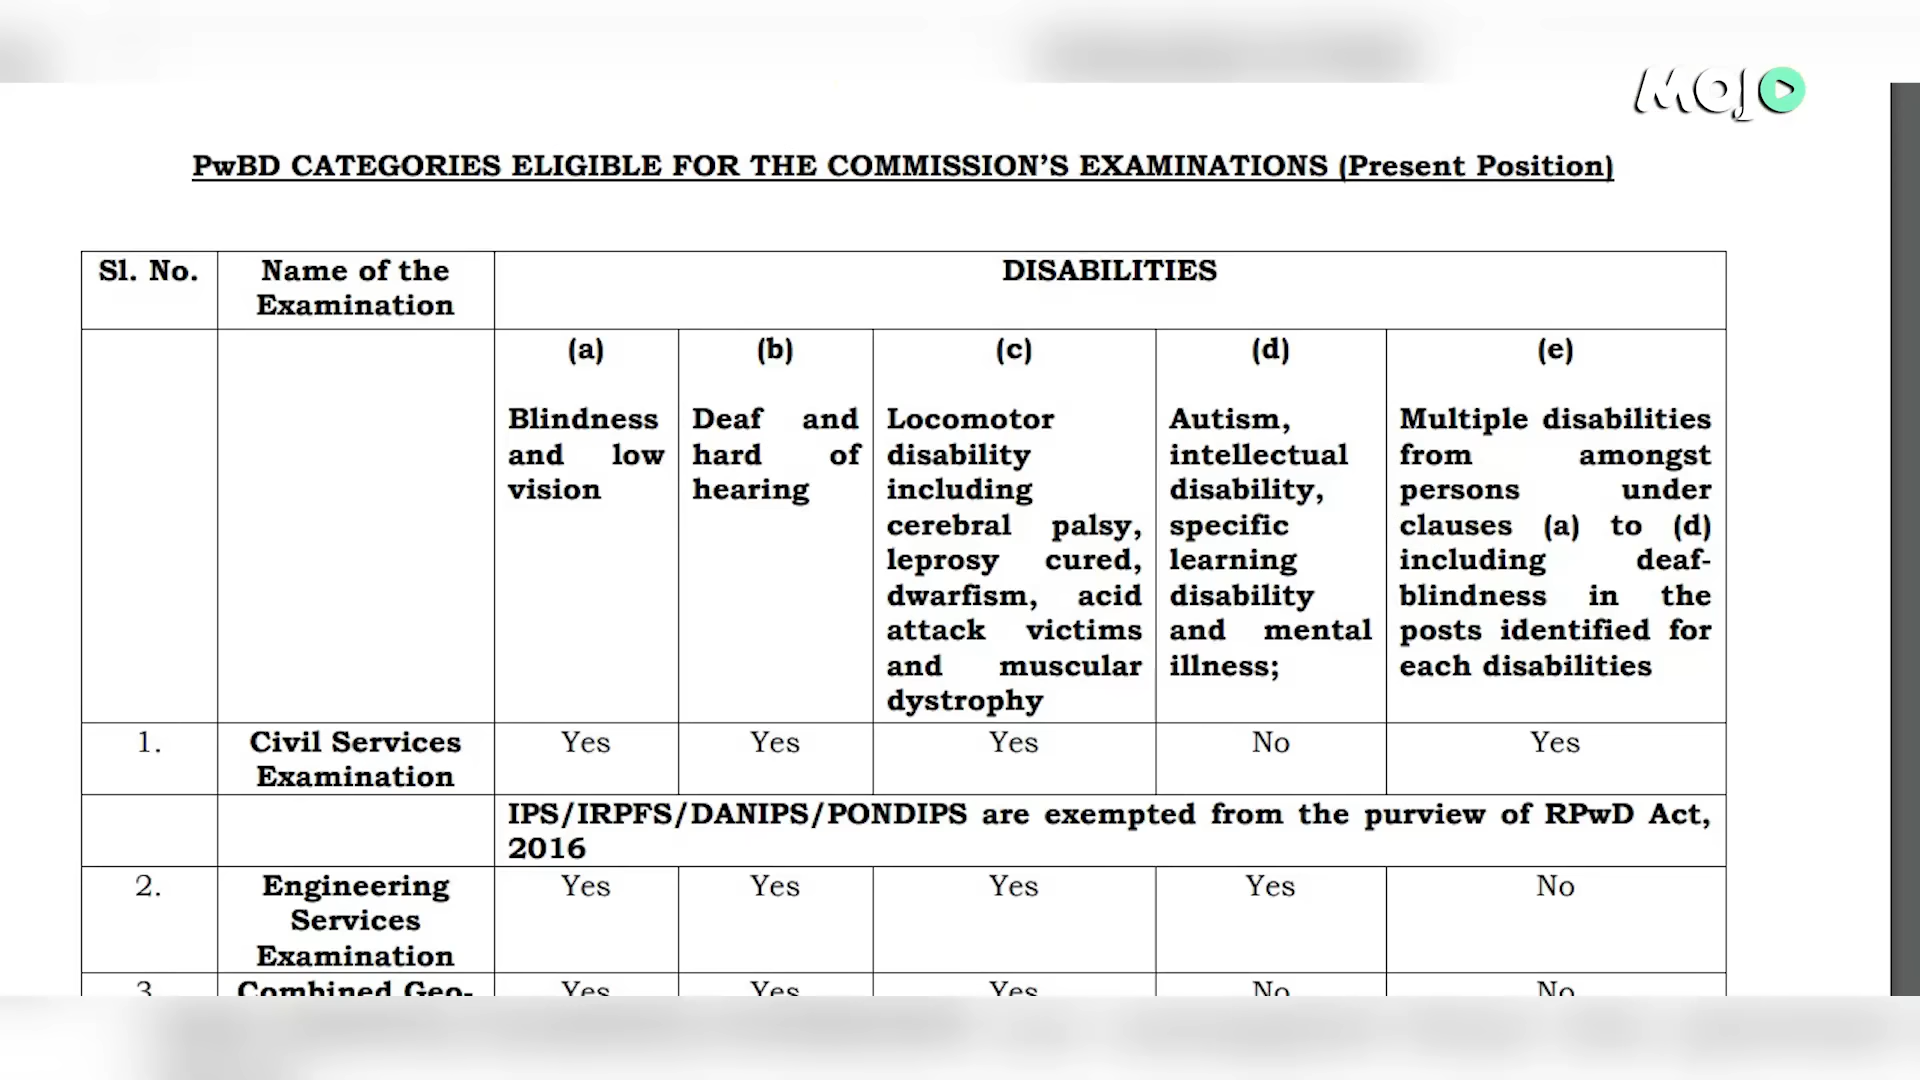 MOJO
PwBD CATEGORIES ELIGIBLE FOR THE COMMISSION’S EXAMINATIONS (Present Position)
Sl. No.
Name of the
Examination
DISABILITIES
(a)
Blindness
and low
vision
(b)
Deaf and
hard of
hearing
(c)
Locomotor
disability
including
cerebral palsy,
leprosy cured,
dwarfism, acid
attack victims
and muscular
dystrophy
(d)
Autism,
intellectual
disability,
specific
learning
disability
and mental
illness;
(e)
Multiple disabilities
from amongst
persons under
clauses (a) to (d)
including deaf-
blindness in the
posts identified for
each disabilities
1.
Civil Services
Examination
Yes
Yes
Yes
No
Yes
IPS/IRPFS/DANIPS/PONDIPS are exempted from the purview of RPwD Act,
2016
2.
Engineering
Services
Examination
Yes
Yes
Yes
Yes
No
3.
Combined Geo-
Yes
Yes
Yes
No
No